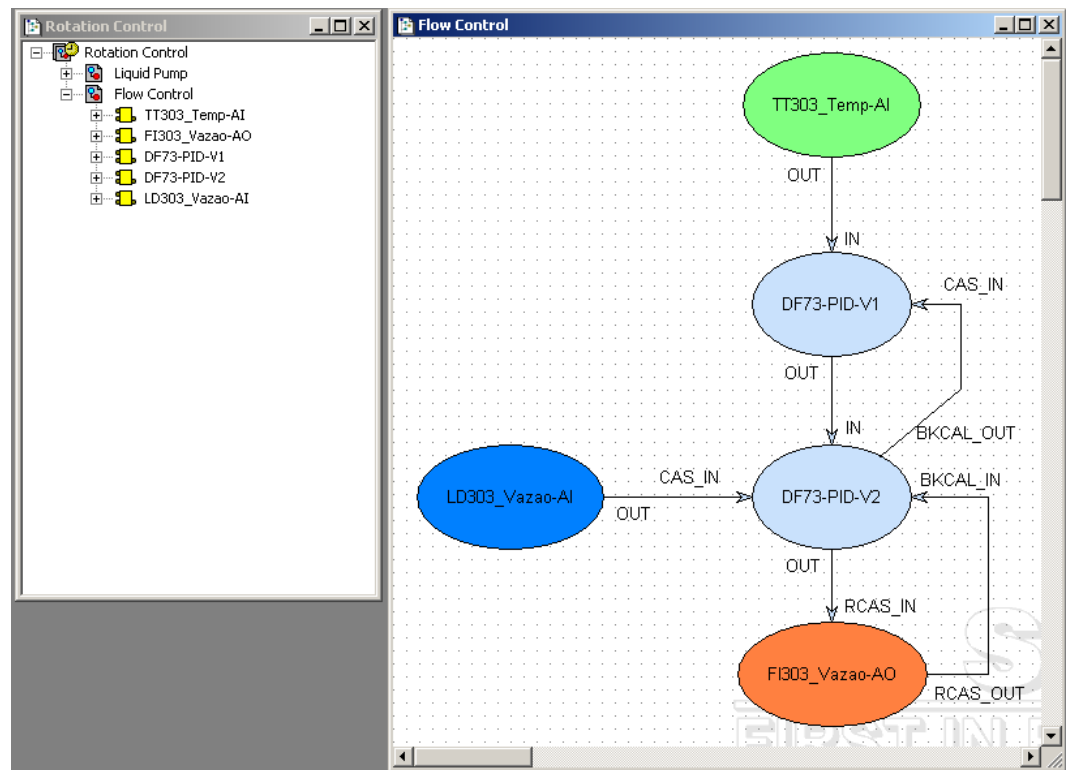 Rotation Control
Rotation Control
Liquid Pump
Flow Control
TT303_Temp-AI
FI303_Vazao-AO
DF73-PID-V1
DF73-PID-V2
LD303_Vazao-AI
Flow Control
TT303_Temp-AI
OUT
IN
CAS_IN
DF73-PID-V1
OUT
IN
BKCAL_OUT
CAS_IN
BKCAL_IN
LD303_Vazao-AI
DF73-PID-V2
OUT
OUT
RCAS_IN
FI303_Vazao-AO
RCAS_OUT
S
FIRST IN